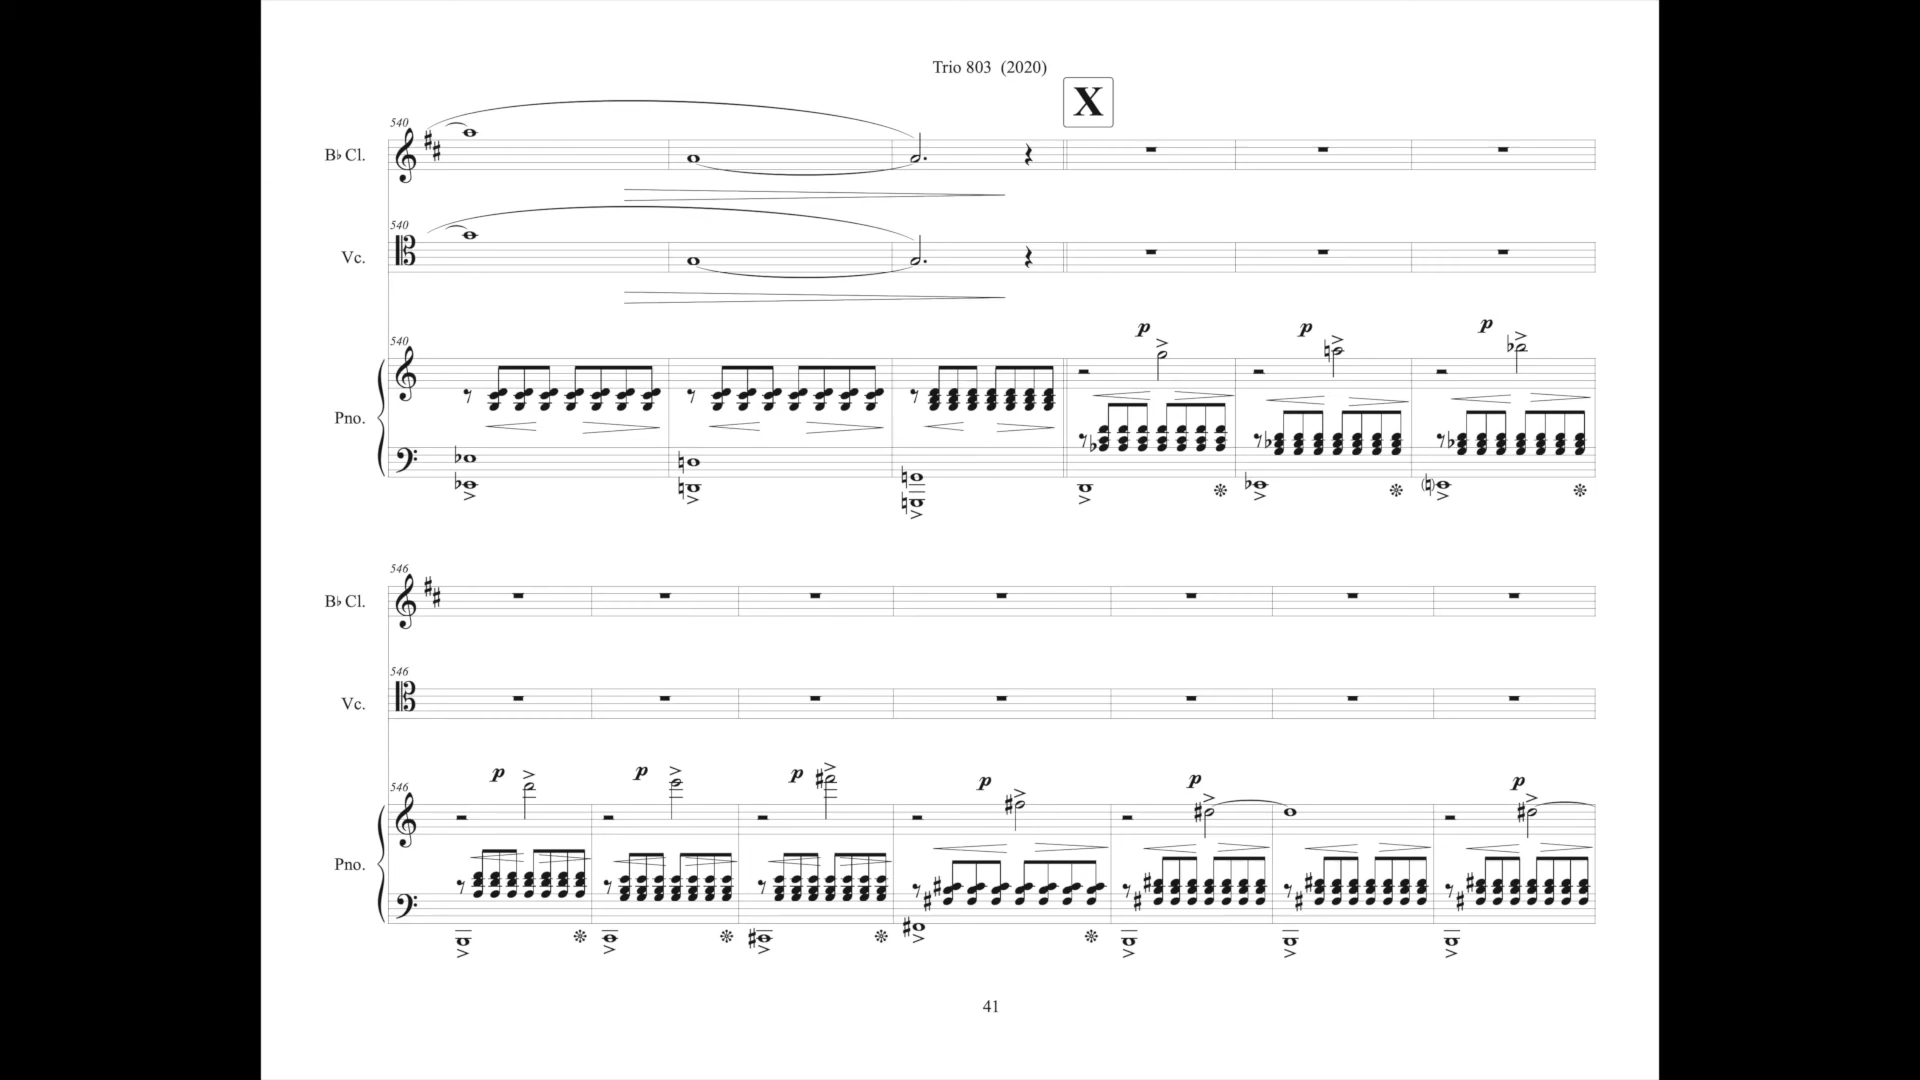 Trio 803 (2020)
X
540
B♭ Cl.
540
Vc.
p p p
540
Pno.
546
B♭ Cl.
546
Vc.
p p p p p p
546
Pno.
41